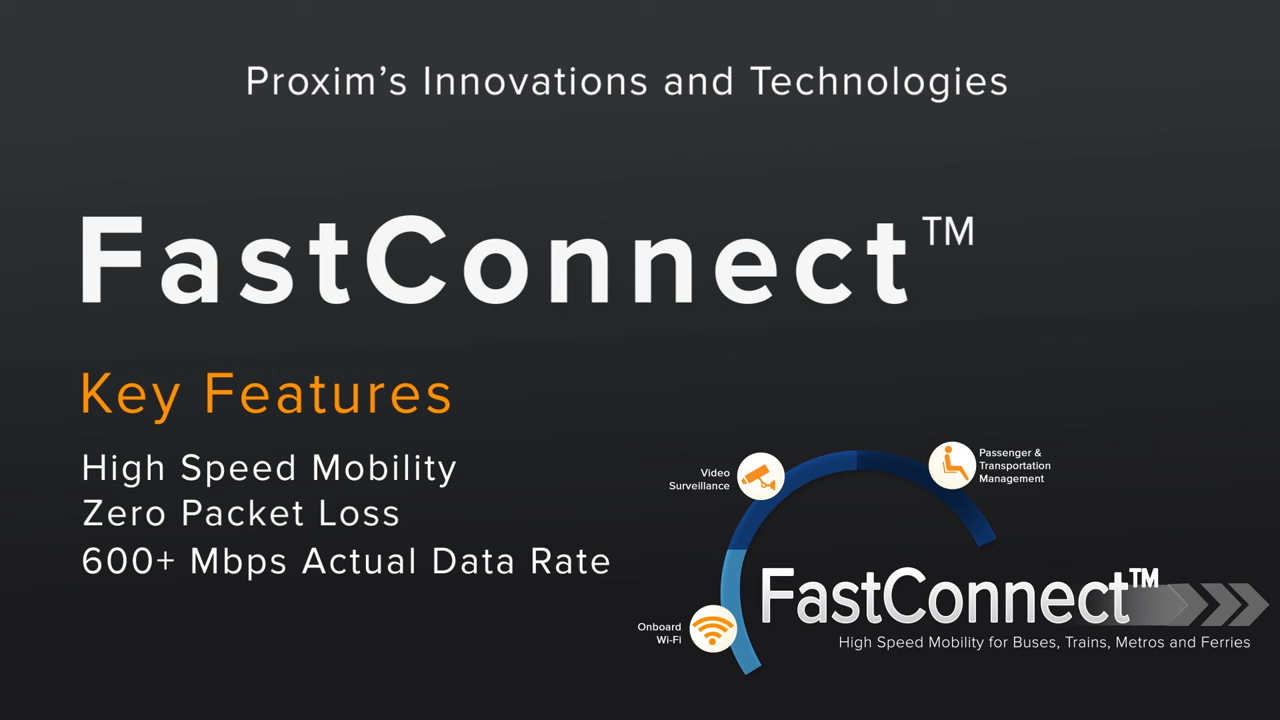 Proxim’s Innovations and Technologies
FastConnect™
Key Features
High Speed Mobility
Zero Packet Loss
600+ Mbps Actual Data Rate
Video
Surveillance
Passenger &
Transportation
Management
Onboard
Wi-Fi
FastConnect™
High Speed Mobility for Buses, Trains, Metros and Ferries